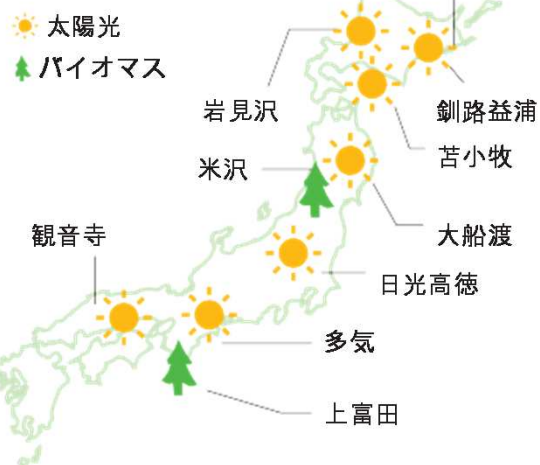 太陽光
バイオマス
岩見沢
釧路益浦
苫小牧
米沢
大船渡
観音寺
日光高徳
多気
上富田